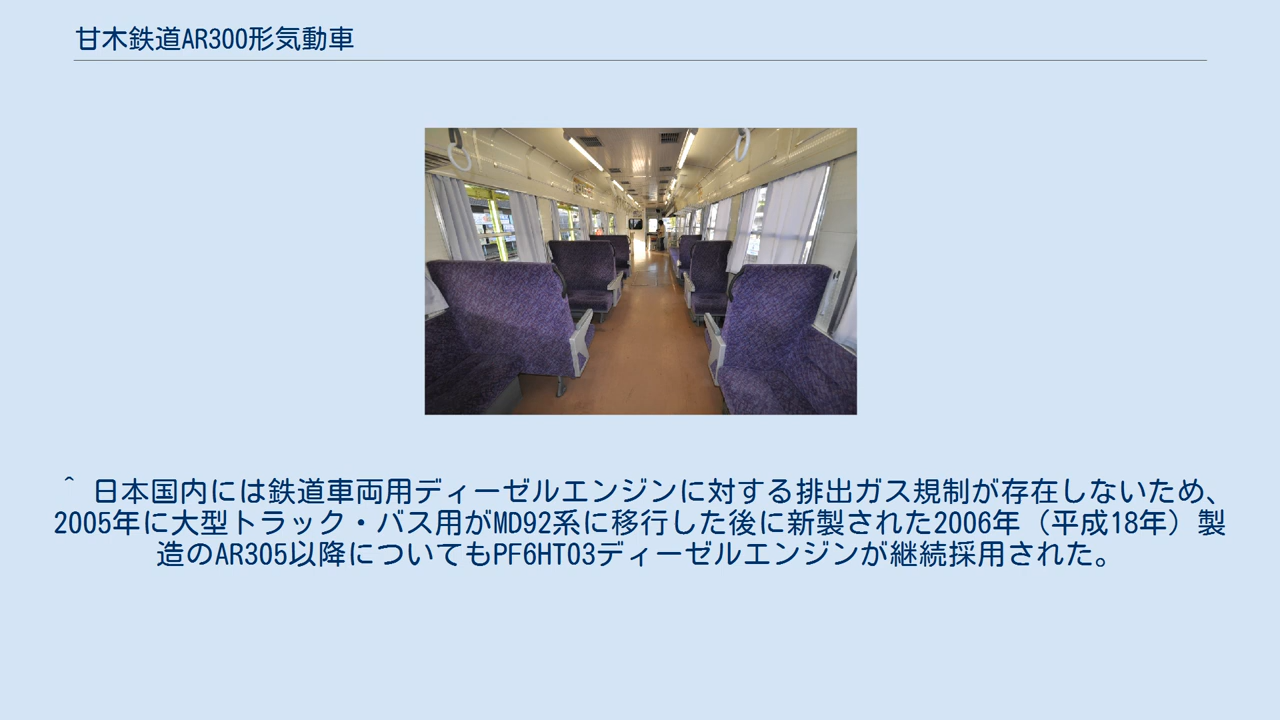 甘木鉄道AR300形気動車
^ 日本国内には鉄道車両用ディーゼルエンジンに対する排出ガス規制が存在しないため、
2005年に大型トラック・バス用がMD92系に移行した後に新製された2006年（平成18年）製
造のAR305以降についてもPF6HT03ディーゼルエンジンが継続採用された。